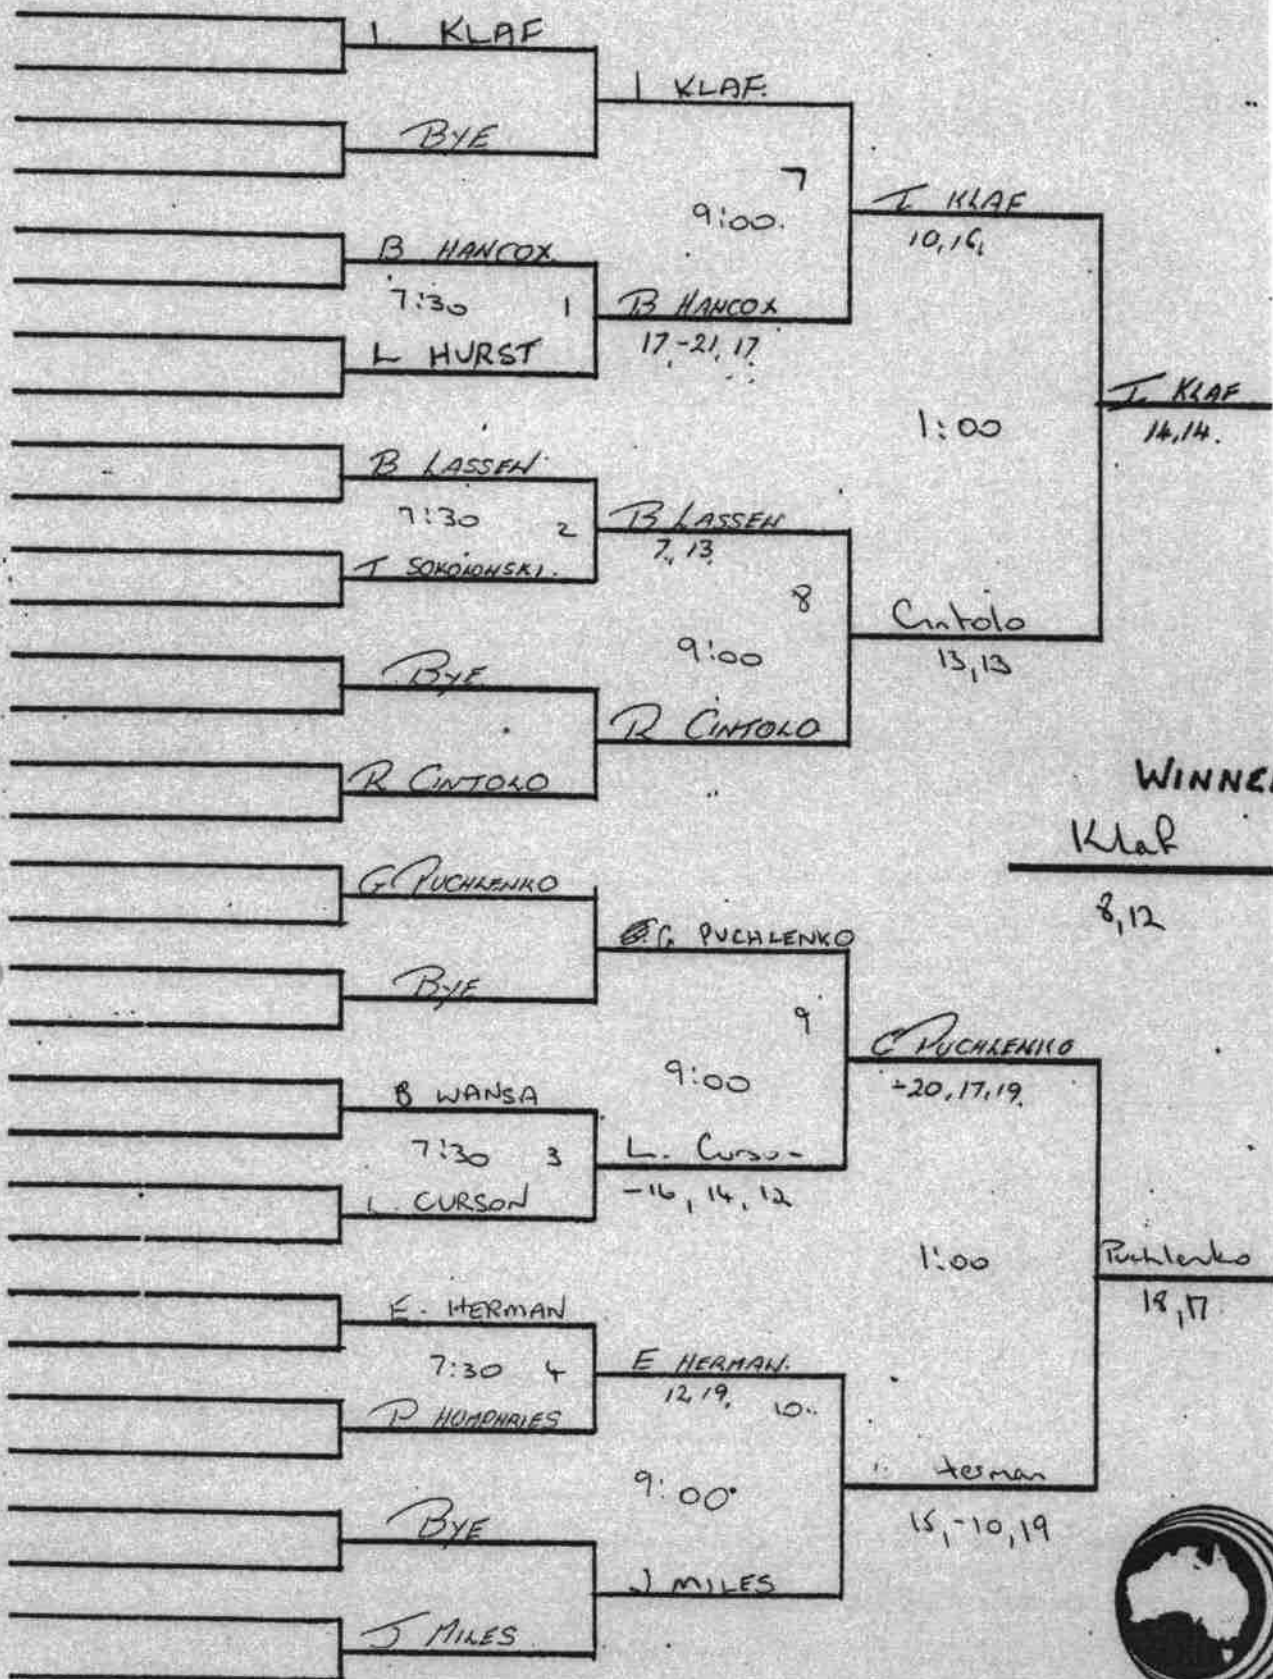 I KLAF
I KLAF.
BYE
7
9:00.
I KLAF
10,16,
B HANCOX
7:30 1
B HANCOX
17,-21,17
L HURST
I KLAF
14,14.
1:00
B LASSEN
7:30 2
B LASSEN
7,13
T SOKOLOWSKI.
8
9:00
Cintolo
13,13
BYE
R CINTOLO
R CINTOLO
WINNE
Klaf
8,12
G PUCHLENKO
G. PUCHLENKO
BYE
9
9:00
G PUCHLENKO
-20,17,19.
B WANSA
7:30 3
L. Curson
-16, 14, 12
L. CURSON
1:00
Puchlenko
18,17
E. HERMAN
7:30 4
E HERMAN.
12,19, 10
P HUMPHRIES
9:00
Herman
15,-10,19
BYE
J MILES
J MILES